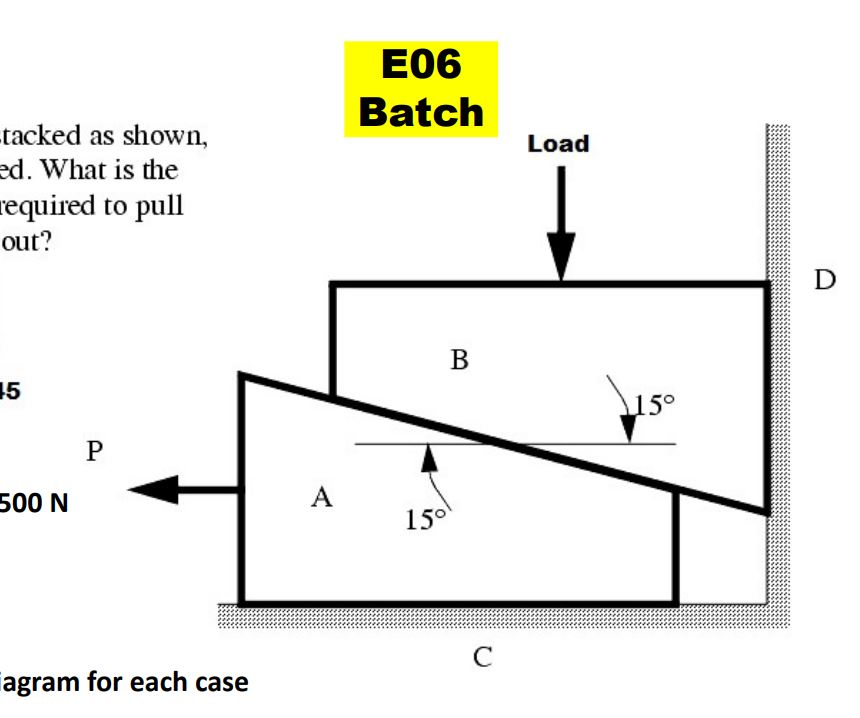 E06
Batch
stacked as shown,
Load
ed. What is the
required to pull
out?
D
B
45
15°
P
A
500 N
15°
C
iagram for each case